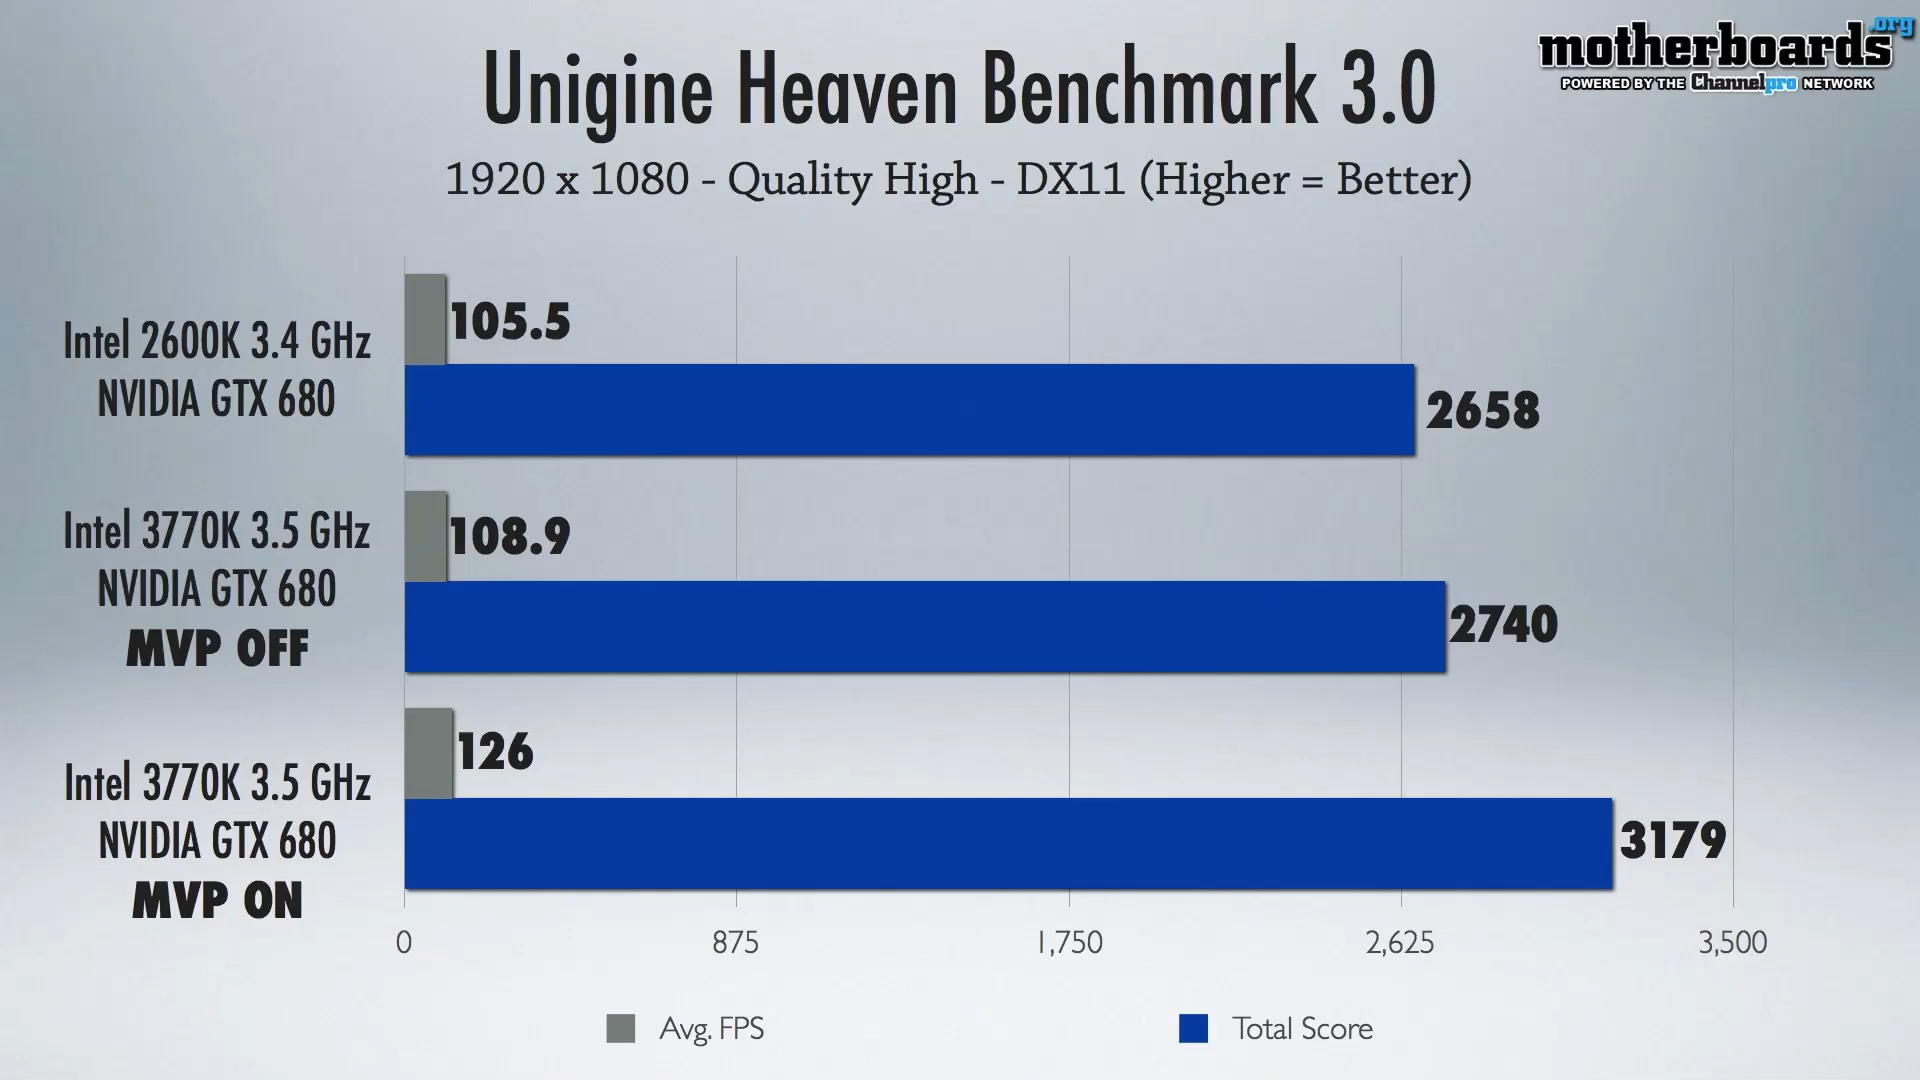 motherboards.org
POWERED BY THE Channelpro NETWORK
Unigine Heaven Benchmark 3.0
1920 x 1080 - Quality High - DX11 (Higher = Better)
Intel 2600K 3.4 GHz
NVIDIA GTX 680
105.5
2658
Intel 3770K 3.5 GHz
NVIDIA GTX 680
MVP OFF
108.9
2740
Intel 3770K 3.5 GHz
NVIDIA GTX 680
MVP ON
126
3179
0 875 1,750 2,625 3,500
Avg. FPS Total Score